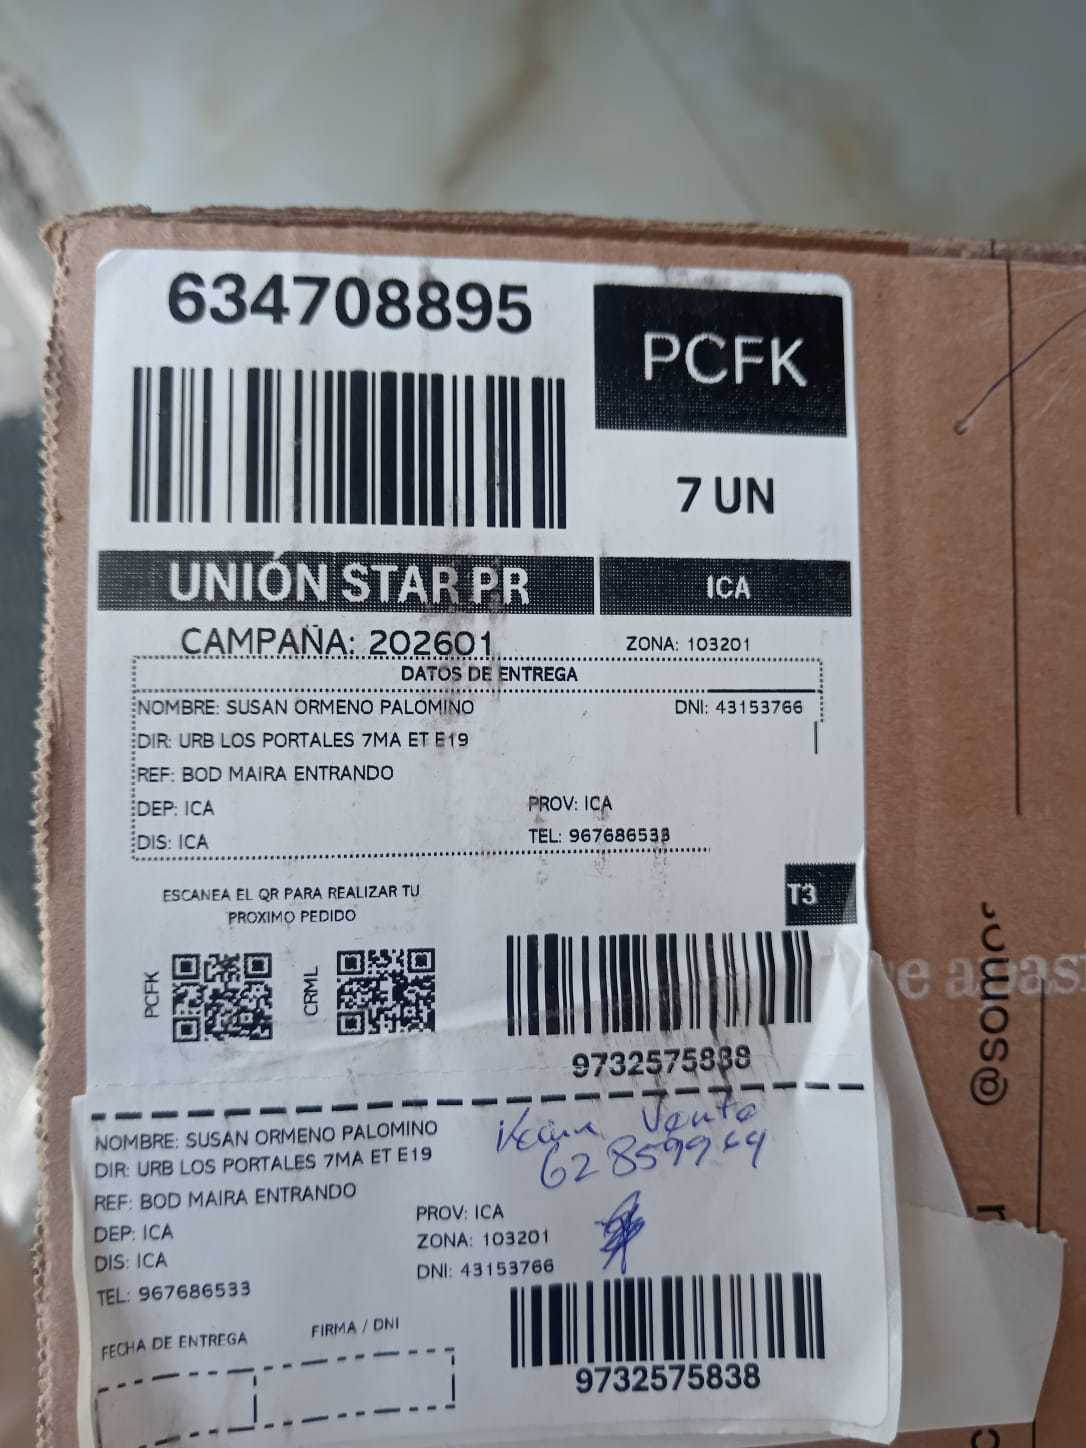 634708895
PCFK
7 UN
UNIÓN STAR PR
ICA
CAMPAÑA: 202601
ZONA: 103201
DATOS DE ENTREGA
NOMBRE: SUSAN ORMENO PALOMINO
DNI: 43153766
DIR: URB LOS PORTALES 7MA ET E19
REF: BOD MAIRA ENTRANDO
DEP: ICA
PROV: ICA
DIS: ICA
TEL: 967686533
T3
ESCANEA EL QR PARA REALIZAR TU
PROXIMO PEDIDO
PCFK
CRML
9732575838
NOMBRE: SUSAN ORMENO PALOMINO
DIR: URB LOS PORTALES 7MA ET E19
REF: BOD MAIRA ENTRANDO
DEP: ICA
PROV: ICA
DIS: ICA
ZONA: 103201
TEL: 967686533
DNI: 43153766
FECHA DE ENTREGA
FIRMA / DNI
9732575838
@somos